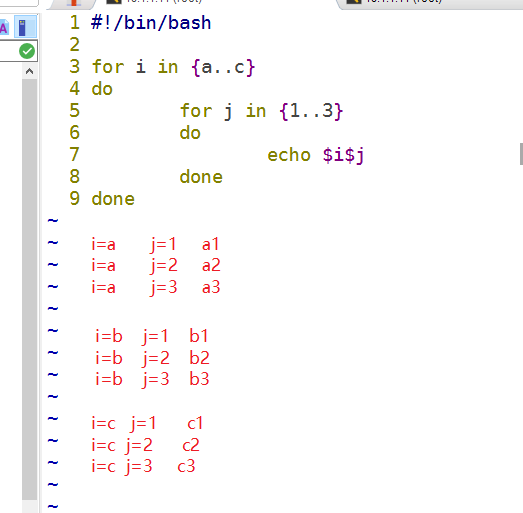 1 #!/bin/bash
2
3 for i in {a..c}
4 do
5 for j in {1..3}
6 do
7 echo $i$j
8 done
9 done
~
~ i=a j=1 a1
~ i=a j=2 a2
~ i=a j=3 a3
~
~ i=b j=1 b1
~ i=b j=2 b2
~ i=b j=3 b3
~
~ i=c j=1 c1
~ i=c j=2 c2
~ i=c j=3 c3
~
~